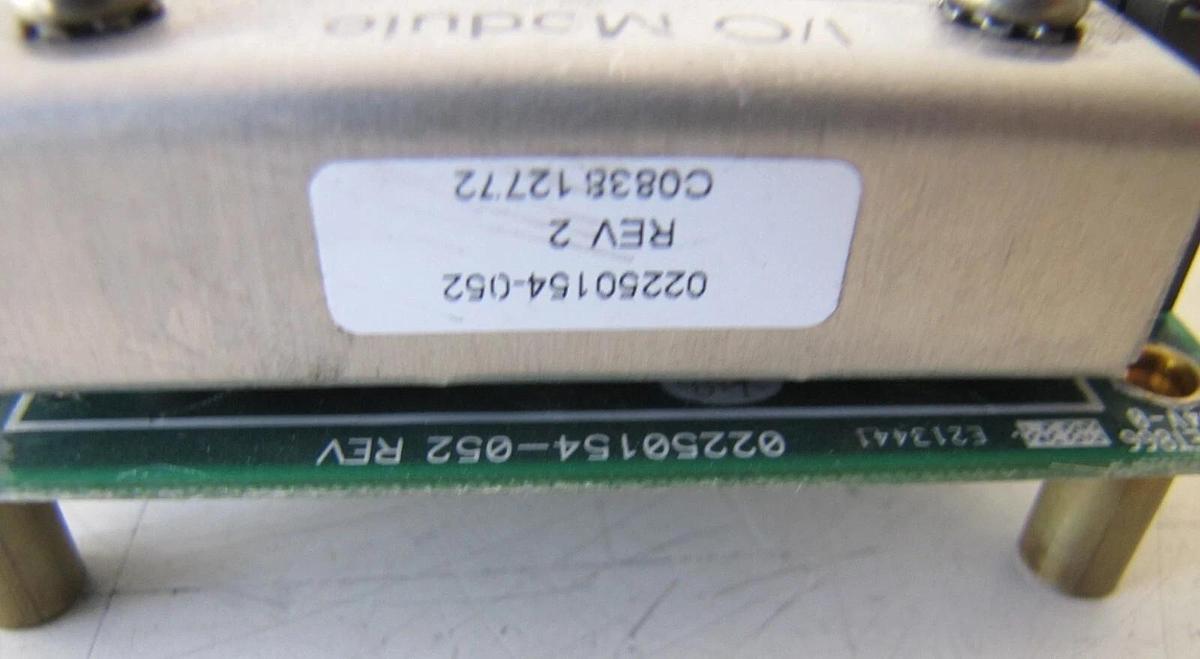 I/O Module
02250154-052
REV 2
C0838 12772
02250154-052 REV
E213441